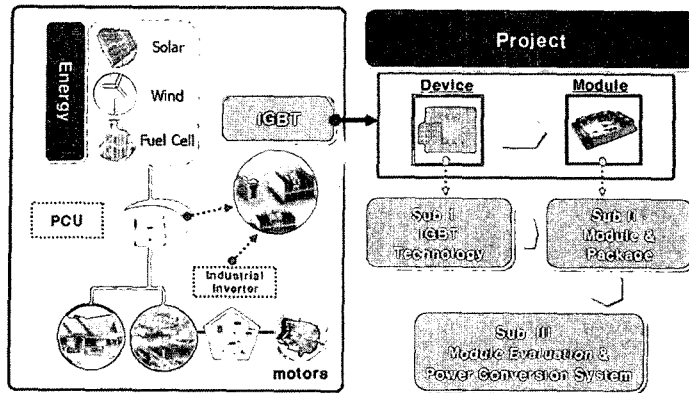 Energy
Solar
Wind
Fuel Cell
IGBT
PCU
Industrial
Invertor
motors
Project
Device
Module
Sub I
IGBT
Technology
Sub II
Module &
Package
Sub III
Module Evaluation &
Power Conversion System